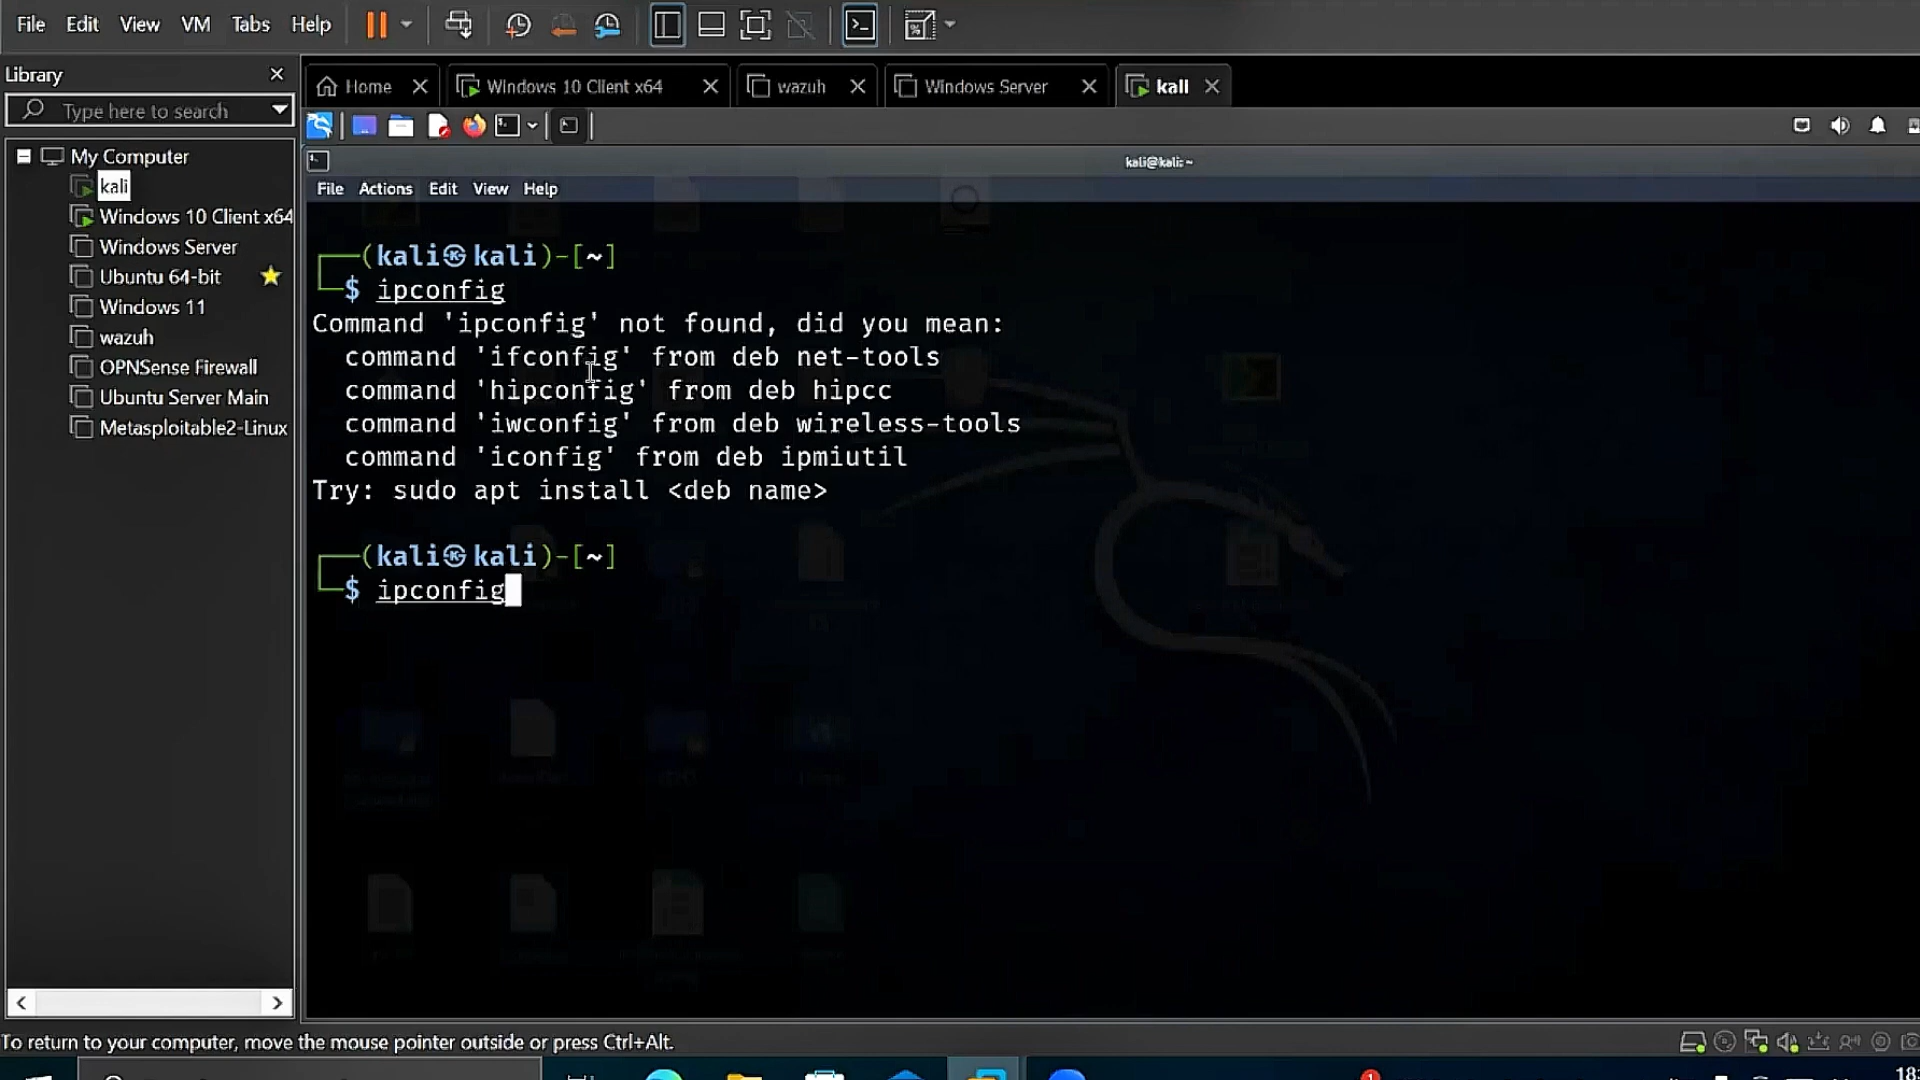 File Edit View VM Tabs Help
Library
Type here to search
Home
Windows 10 Client x64
wazuh
Windows Server
kali
My Computer
kali
Windows 10 Client x64
Windows Server
Ubuntu 64-bit
Windows 11
wazuh
OPNSense Firewall
Ubuntu Server Main
Metasploitable2-Linux
kali@kali: ~
File Actions Edit View Help
(kali㉿kali)-[~]
$ ipconfig
Command 'ipconfig' not found, did you mean:
command 'ifconfig' from deb net-tools
command 'hipconfig' from deb hipcc
command 'iwconfig' from deb wireless-tools
command 'iconfig' from deb ipmiutil
Try: sudo apt install <deb name>
(kali㉿kali)-[~]
$ ipconfig
To return to your computer, move the mouse pointer outside or press Ctrl+Alt.